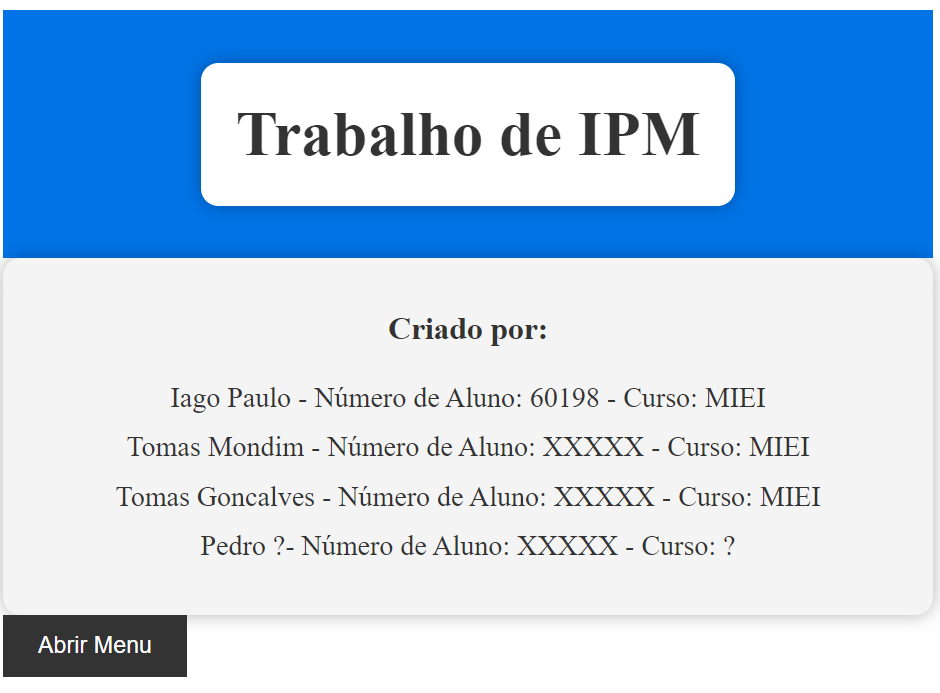 Trabalho de IPM
Criado por:
Iago Paulo - Número de Aluno: 60198 - Curso: MIEI
Tomas Mondim - Número de Aluno: XXXXX - Curso: MIEI
Tomas Goncalves - Número de Aluno: XXXXX - Curso: MIEI
Pedro ?- Número de Aluno: XXXXX - Curso: ?
Abrir Menu